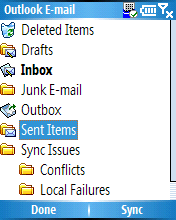 Outlook E-mail
Deleted Items
Drafts
Inbox
Junk E-mail
Outbox
Sent Items
Sync Issues
Conflicts
Local Failures
Done
Sync